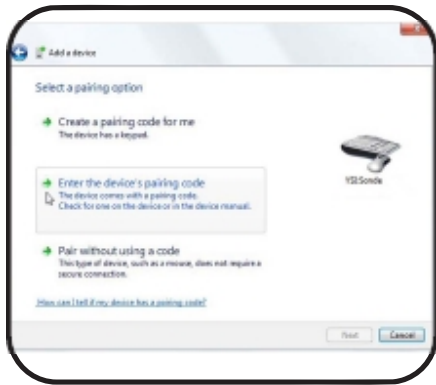 Add a device
Select a pairing option
Create a pairing code for me
The device has a keypad.
YSI Sonde
Enter the device's pairing code
The device comes with a pairing code.
Check for one on the device or in the device manual.
Pair without using a code
This type of device, such as a mouse, does not require a
secure connection.
How can I tell if my device has a pairing code?
Next
Cancel